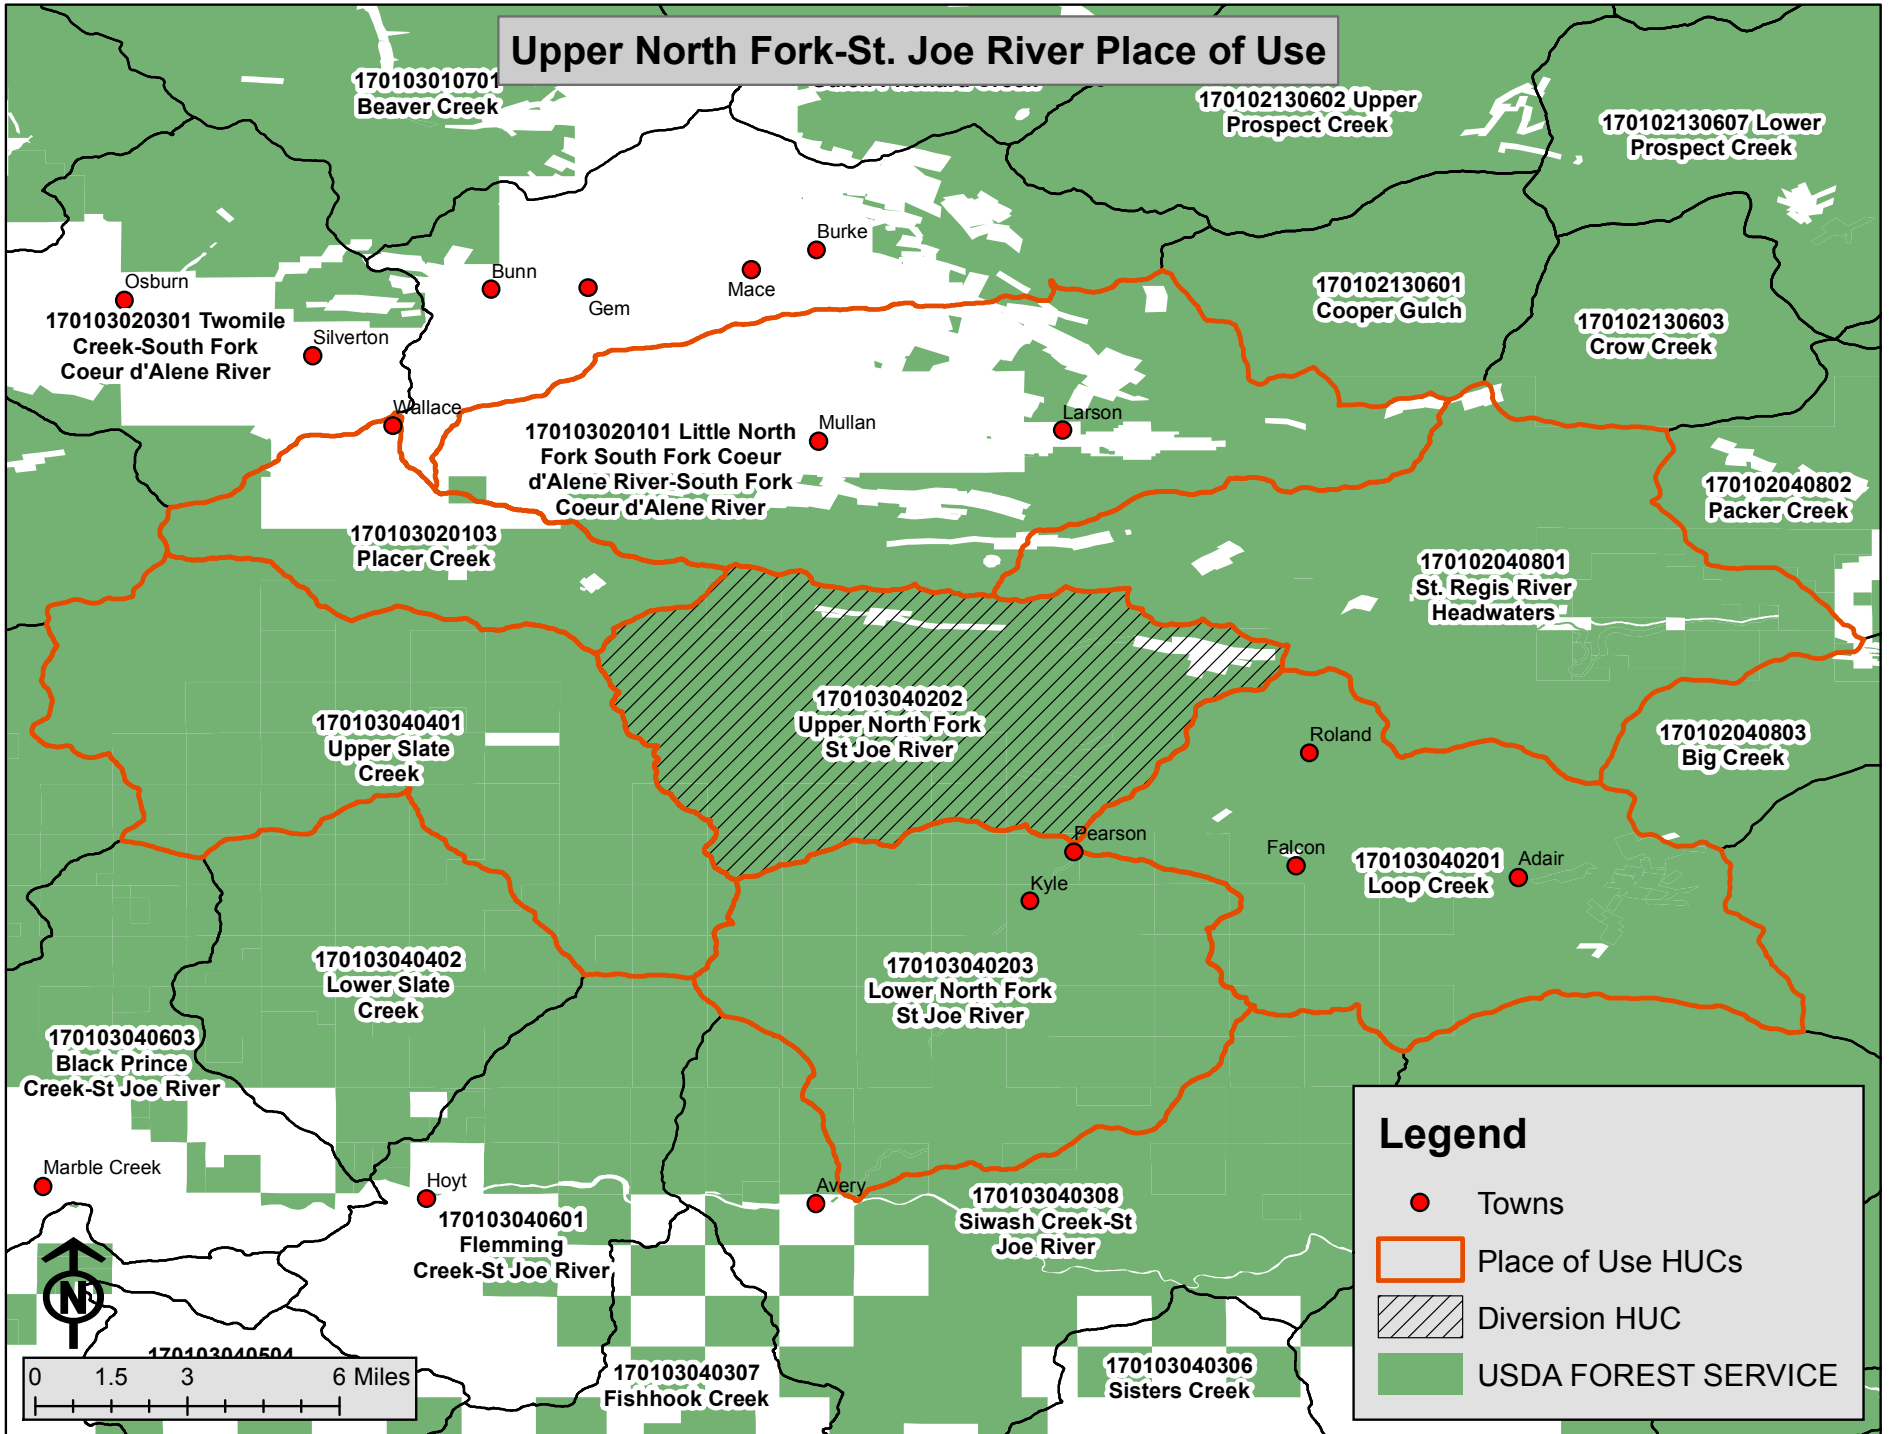 Upper North Fork-St. Joe River Place of Use
170103010701
Beaver Creek
170102130602 Upper
Prospect Creek
170102130607 Lower
Prospect Creek
Burke
Mace
Bunn
Gem
Osburn
170103020301 Twomile
Creek-South Fork
Coeur d'Alene River
Silverton
170102130601
Cooper Gulch
170102130603
Crow Creek
Wallace
Mullan
Larson
170103020101 Little North
Fork South Fork Coeur
d'Alene River-South Fork
Coeur d'Alene River
170102040802
Packer Creek
170103020103
Placer Creek
170102040801
St. Regis River
Headwaters
170103040202
Upper North Fork
St Joe River
170103040401
Upper Slate
Creek
Roland
170102040803
Big Creek
Pearson
Falcon
170103040201
Loop Creek
Adair
Kyle
170103040402
Lower Slate
Creek
170103040203
Lower North Fork
St Joe River
170103040603
Black Prince
Creek-St Joe River
Marble Creek
Hoyt
170103040601
Flemming
Creek-St Joe River
Avery
170103040308
Siwash Creek-St
Joe River
170103040504
170103040307
Fishhook Creek
170103040306
Sisters Creek
N
0 1.5 3 6 Miles
Legend
Towns
Place of Use HUCs
Diversion HUC
USDA FOREST SERVICE